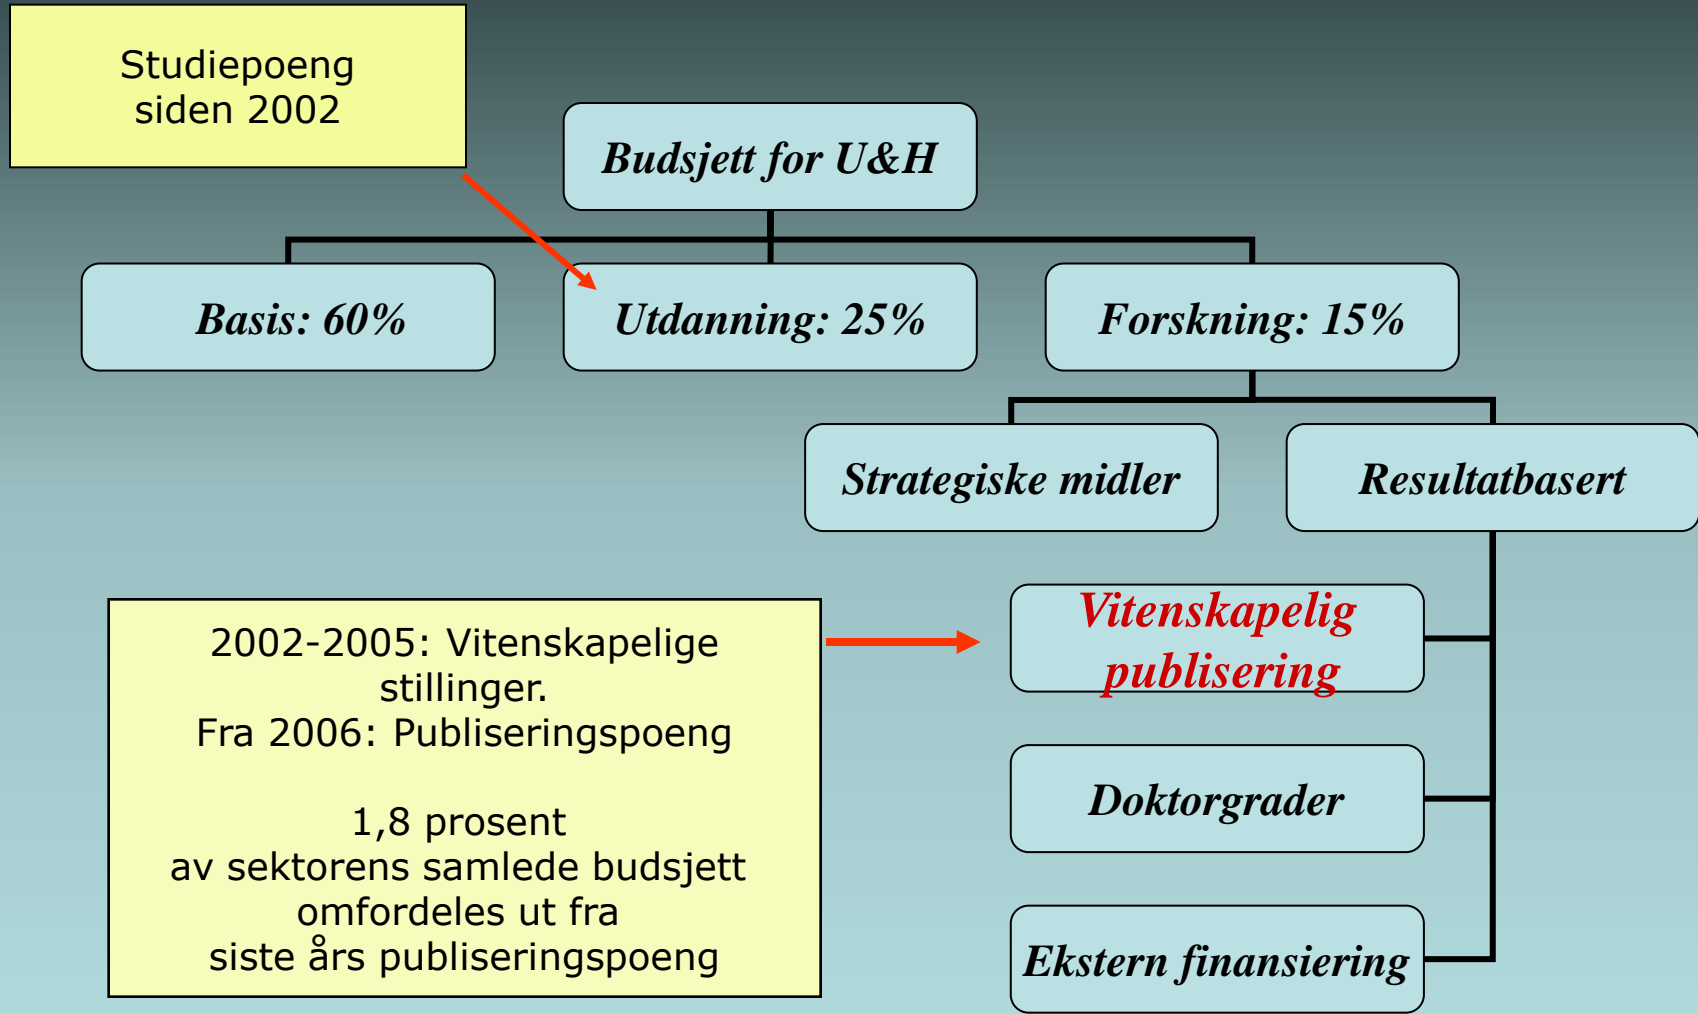 Studiepoeng
siden 2002
Budsjett for U&H
Basis: 60%
Utdanning: 25%
Forskning: 15%
Strategiske midler
Resultatbasert
2002-2005: Vitenskapelige
stillinger.
Fra 2006: Publiseringspoeng
1,8 prosent
av sektorens samlede budsjett
omfordeles ut fra
siste års publiseringspoeng
Vitenskapelig
publisering
Doktorgrader
Ekstern finansiering